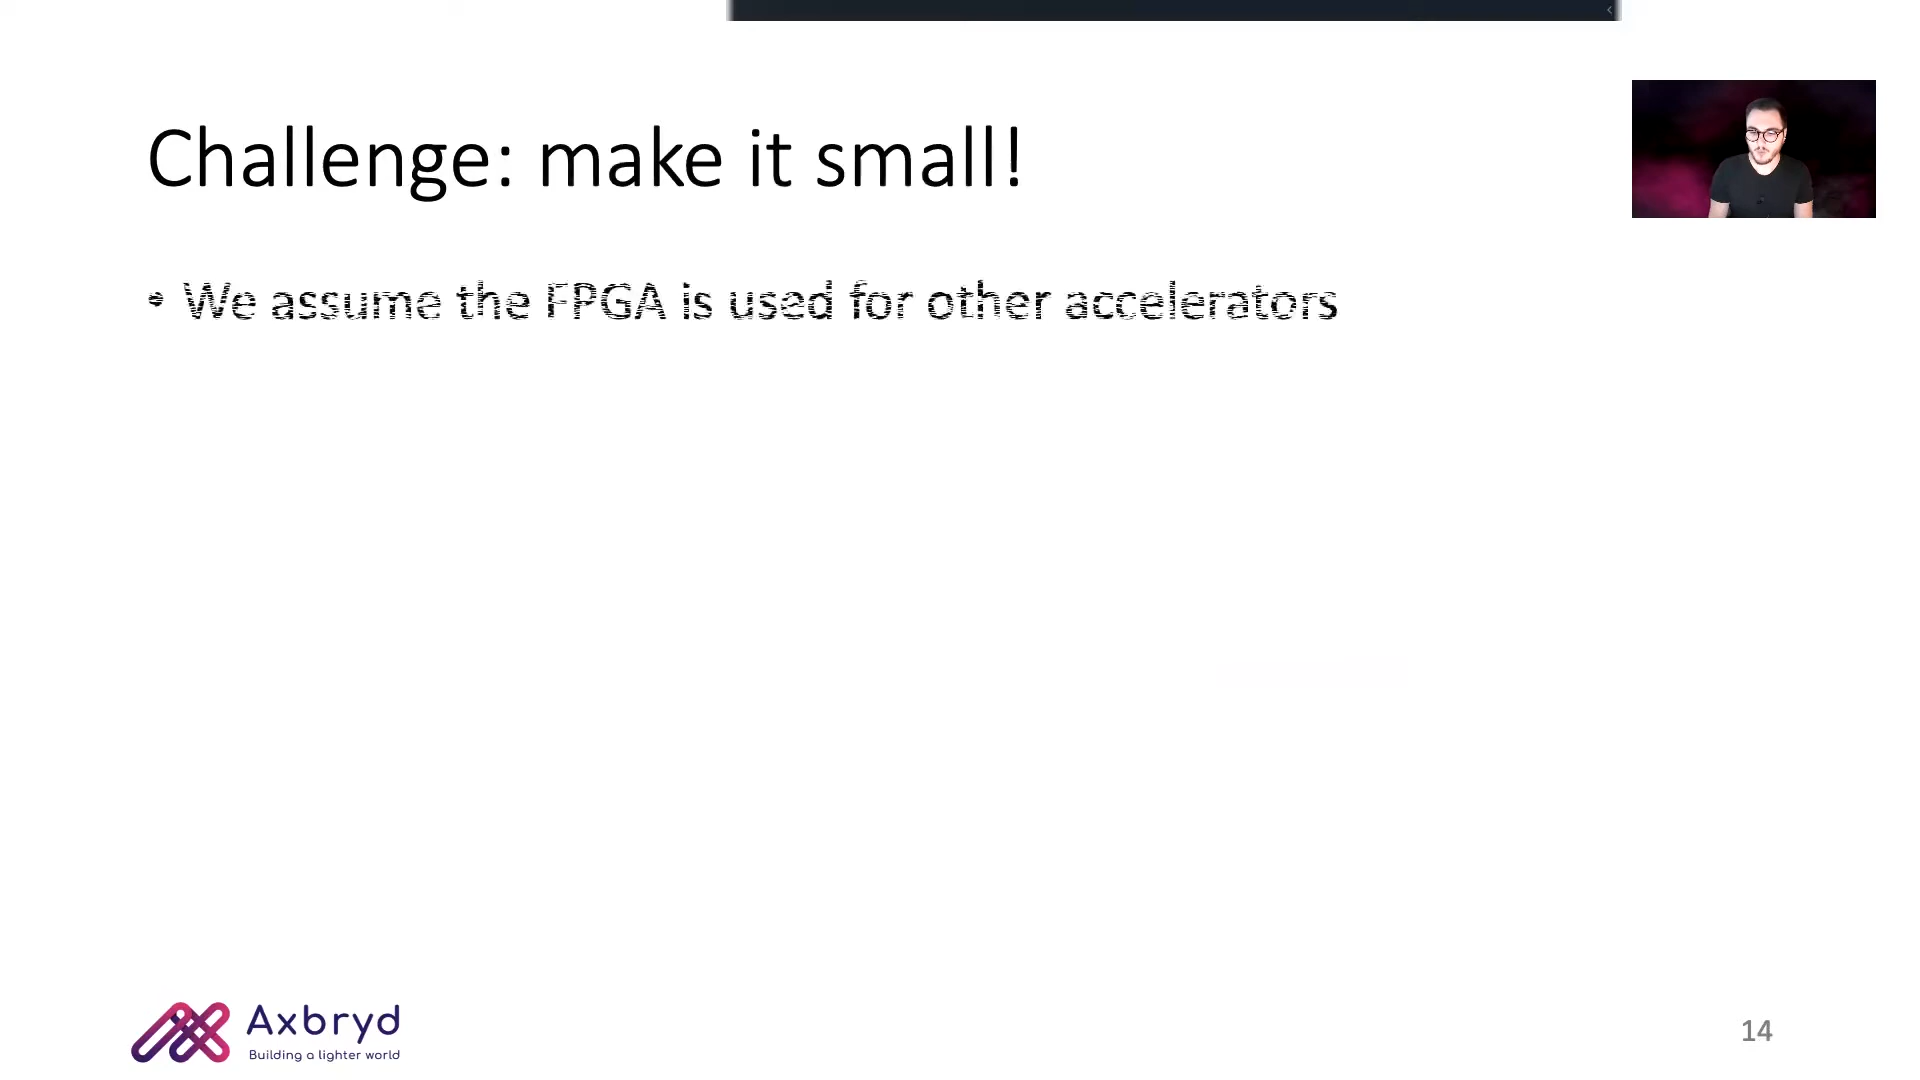 Challenge: make it small!
• We assume the FPGA is used for other accelerators
Axbryd
Building a lighter world
14